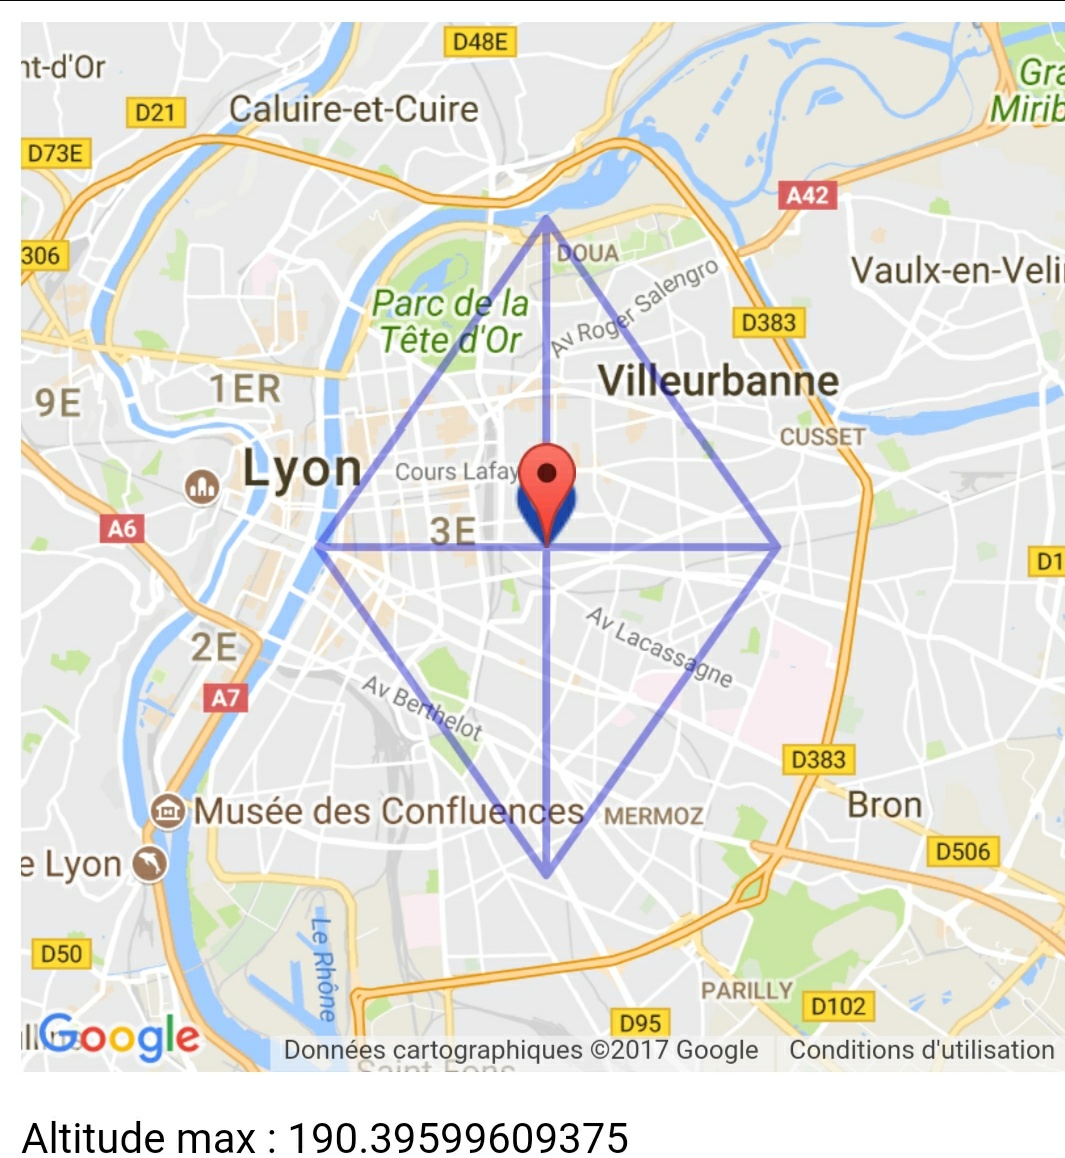 D48E
nt-d'Or
Gra
Mirib
D21
Caluire-et-Cuire
D73E
A42
306
DOUA
Vaulx-en-Velin
Av Roger Salengro
Parc de la
Tête d'Or
D383
Villeurbanne
1ER
9E
CUSSET
Lyon
Cours Lafay
A6
3E
D1
Av Lacassagne
2E
A7
Av Berthelot
D383
Musée des Confluences
MERMOZ
Bron
D506
e Lyon
D50
Le Rhône
PARILLY
D102
D95
Google
Données cartographiques ©2017 Google
Conditions d'utilisation
Saint-Fons
Altitude max : 190.39599609375